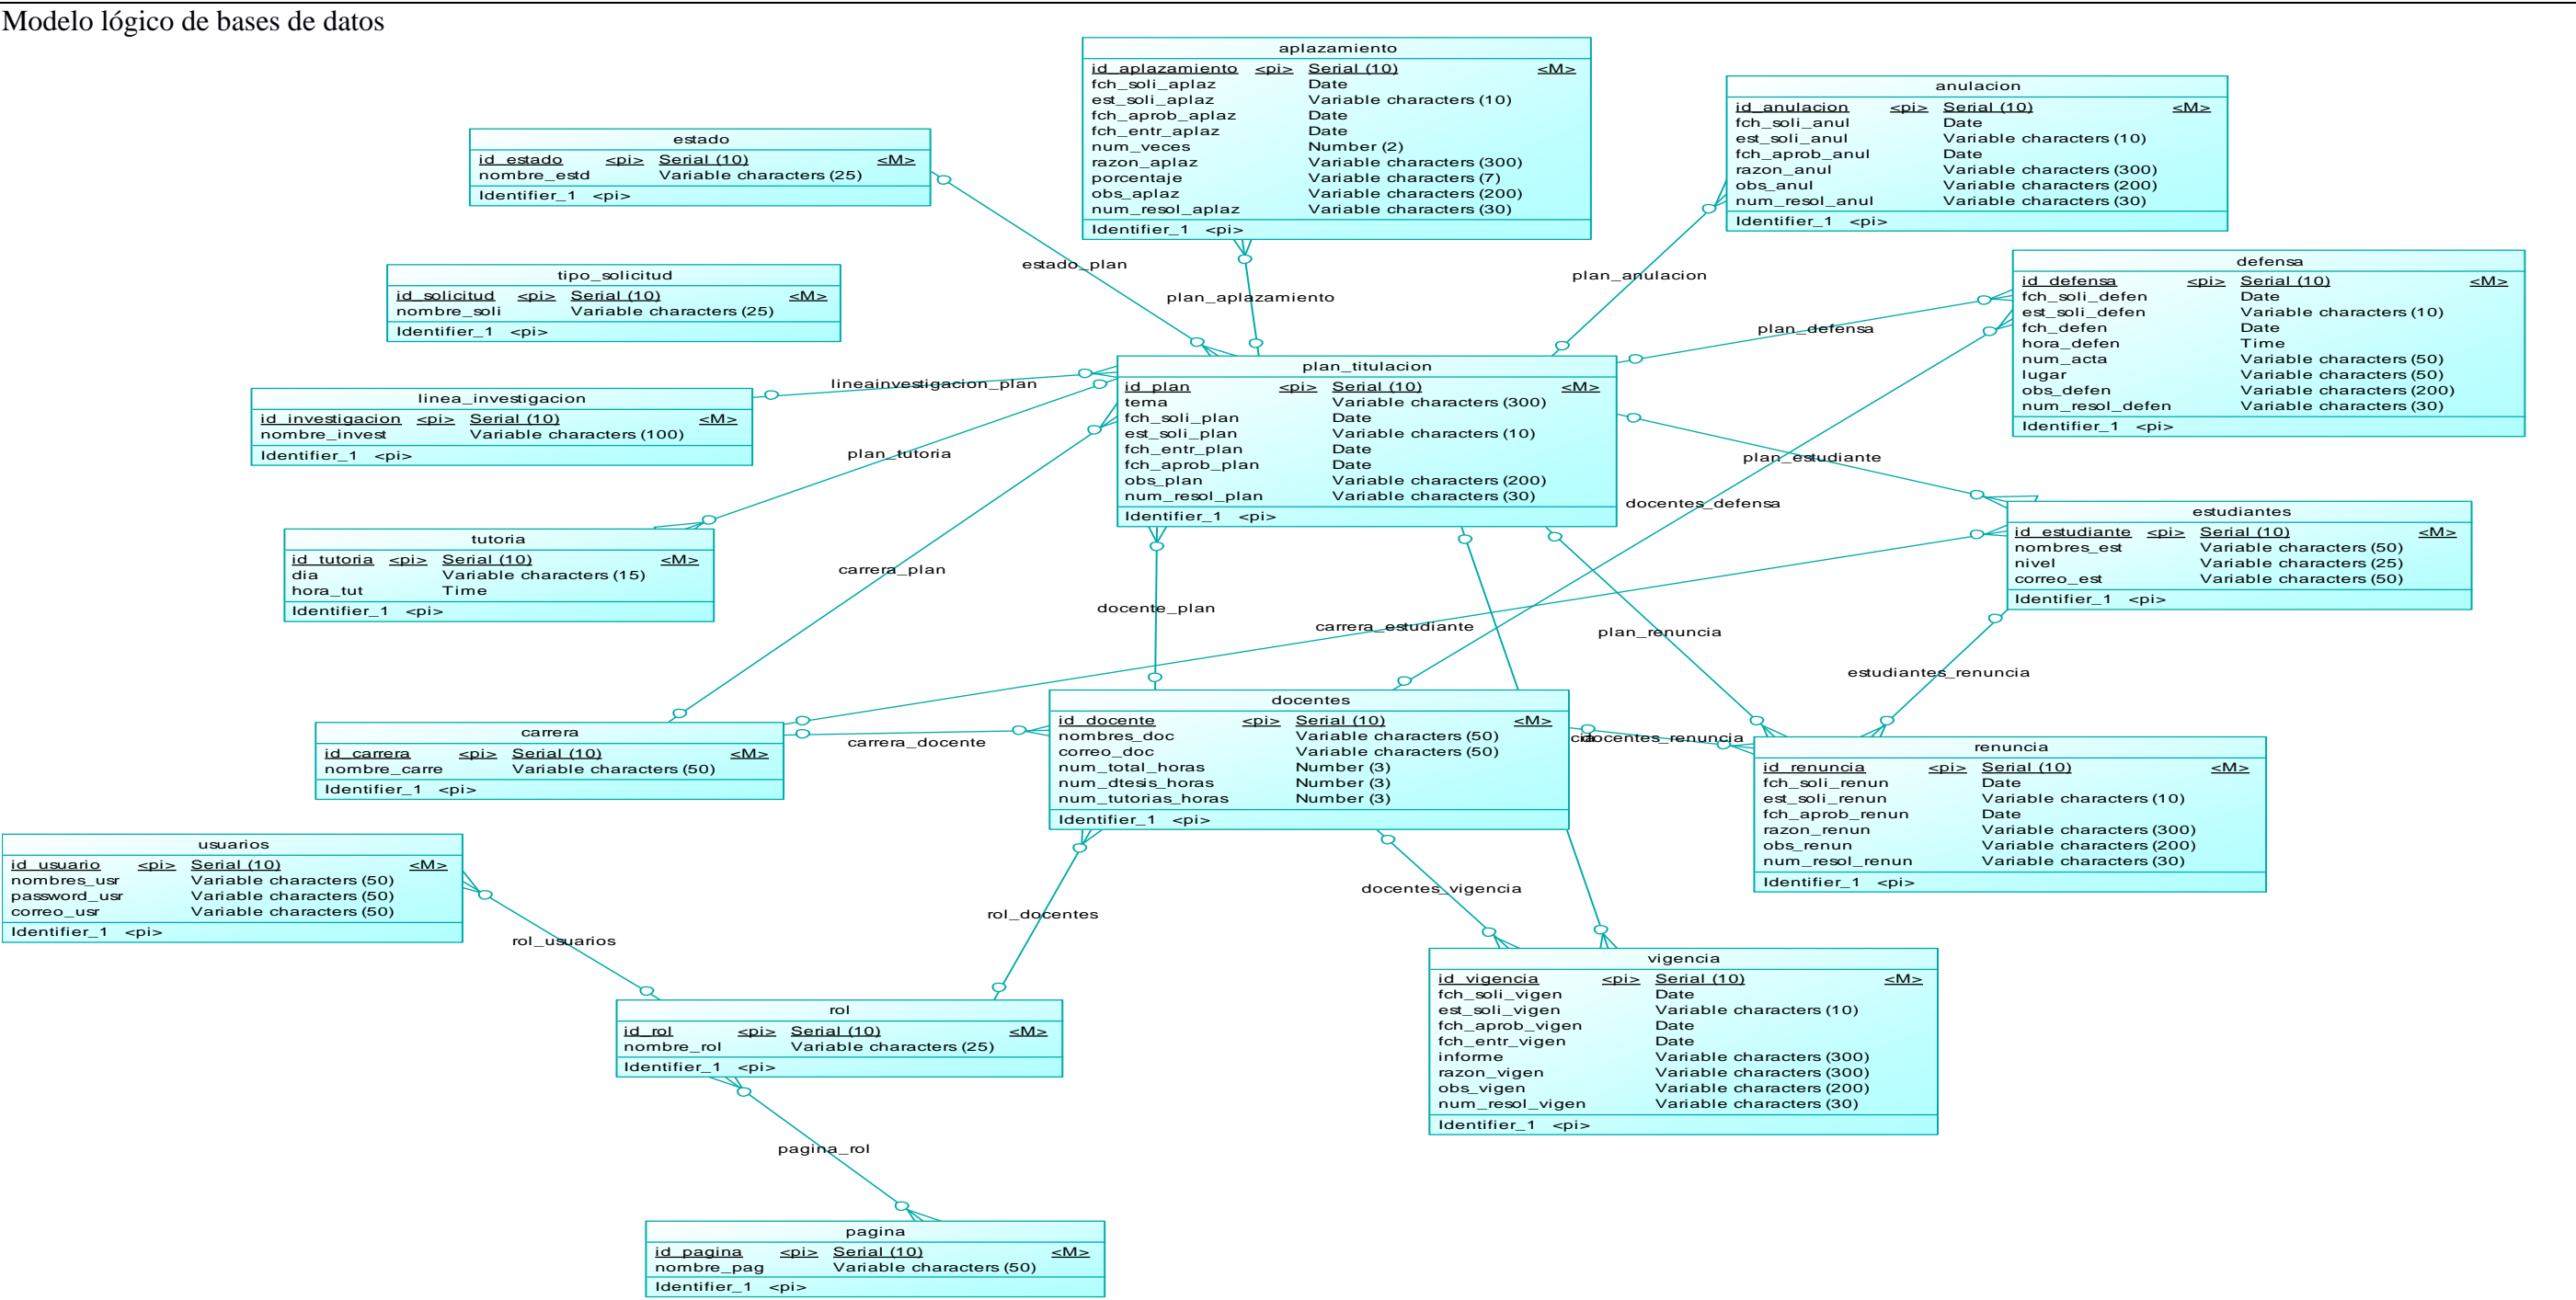 Modelo lógico de bases de datos
aplazamiento
id_aplazamiento <pi> Serial (10) <M>
fch_soli_aplaz Date
est_soli_aplaz Variable characters (10)
fch_aprob_aplaz Date
fch_entr_aplaz Date
num_veces Number (2)
razon_aplaz Variable characters (300)
porcentaje Variable characters (7)
obs_aplaz Variable characters (200)
num_resol_aplaz Variable characters (30)
Identifier_1 <pi>
anulacion
id_anulacion <pi> Serial (10) <M>
fch_soli_anul Date
est_soli_anul Variable characters (10)
fch_aprob_anul Date
razon_anul Variable characters (300)
obs_anul Variable characters (200)
num_resol_anul Variable characters (30)
Identifier_1 <pi>
estado
id_estado <pi> Serial (10) <M>
nombre_estd Variable characters (25)
Identifier_1 <pi>
tipo_solicitud
id_solicitud <pi> Serial (10) <M>
nombre_soli Variable characters (25)
Identifier_1 <pi>
defensa
id_defensa <pi> Serial (10) <M>
fch_soli_defen Date
est_soli_defen Variable characters (10)
fch_defen Date
hora_defen Time
num_acta Variable characters (50)
lugar Variable characters (50)
obs_defen Variable characters (200)
num_resol_defen Variable characters (30)
Identifier_1 <pi>
estado_plan
plan_aplazamiento
plan_anulacion
plan_defensa
plan_titulacion
id_plan <pi> Serial (10) <M>
tema Variable characters (300)
fch_soli_plan Date
est_soli_plan Variable characters (10)
fch_entr_plan Date
fch_aprob_plan Date
obs_plan Variable characters (200)
num_resol_plan Variable characters (30)
Identifier_1 <pi>
lineainvestigacion_plan
linea_investigacion
id_investigacion <pi> Serial (10) <M>
nombre_invest Variable characters (100)
Identifier_1 <pi>
plan_tutoria
plan_estudiante
docentes_defensa
tutoria
id_tutoria <pi> Serial (10) <M>
dia Variable characters (15)
hora_tut Time
Identifier_1 <pi>
estudiantes
id_estudiante <pi> Serial (10) <M>
nombres_est Variable characters (50)
nivel Variable characters (25)
correo_est Variable characters (50)
Identifier_1 <pi>
carrera_plan
docente_plan
carrera_estudiante
plan_renuncia
estudiantes_renuncia
docentes
id_docente <pi> Serial (10) <M>
nombres_doc Variable characters (50)
correo_doc Variable characters (50)
num_total_horas Number (3)
num_dtesis_horas Number (3)
num_tutorias_horas Number (3)
Identifier_1 <pi>
carrera
id_carrera <pi> Serial (10) <M>
nombre_carre Variable characters (50)
Identifier_1 <pi>
carrera_docente
docentes_renuncia
renuncia
id_renuncia <pi> Serial (10) <M>
fch_soli_renun Date
est_soli_renun Variable characters (10)
fch_aprob_renun Date
razon_renun Variable characters (300)
obs_renun Variable characters (200)
num_resol_renun Variable characters (30)
Identifier_1 <pi>
usuarios
id_usuario <pi> Serial (10) <M>
nombres_usr Variable characters (50)
password_usr Variable characters (50)
correo_usr Variable characters (50)
Identifier_1 <pi>
docentes_vigencia
rol_docentes
rol_usuarios
vigencia
id_vigencia <pi> Serial (10) <M>
fch_soli_vigen Date
est_soli_vigen Variable characters (10)
fch_aprob_vigen Date
fch_entr_vigen Date
informe Variable characters (300)
razon_vigen Variable characters (300)
obs_vigen Variable characters (200)
num_resol_vigen Variable characters (30)
Identifier_1 <pi>
rol
id_rol <pi> Serial (10) <M>
nombre_rol Variable characters (25)
Identifier_1 <pi>
pagina_rol
pagina
id_pagina <pi> Serial (10) <M>
nombre_pag Variable characters (50)
Identifier_1 <pi>